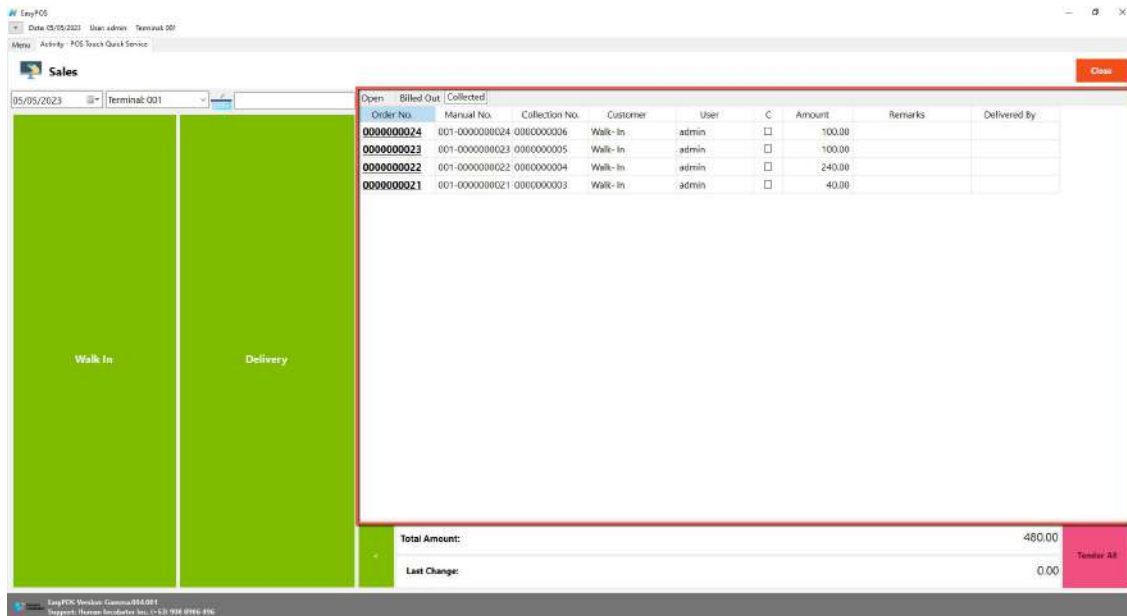 EasyPOS
Date: 05/05/2023 User: admin Terminal: 001
Menu Activity - POS Touch Quick Service
Sales
Close
05/05/2023 Terminal: 001
Open Billed Out Collected
Order No. Manual No. Collection No. Customer User C Amount Remarks Delivered By
0000000024 001-0000000024 0000000006 Walk-In admin 100.00
0000000023 001-0000000023 0000000005 Walk-In admin 100.00
0000000022 001-0000000022 0000000004 Walk-In admin 240.00
0000000021 001-0000000021 0000000003 Walk-In admin 40.00
Walk In
Delivery
Total Amount: 480.00
Tender All
Last Change: 0.00
EasyPOS Version: Gamma.004.001
Support: Human Incubator Inc.